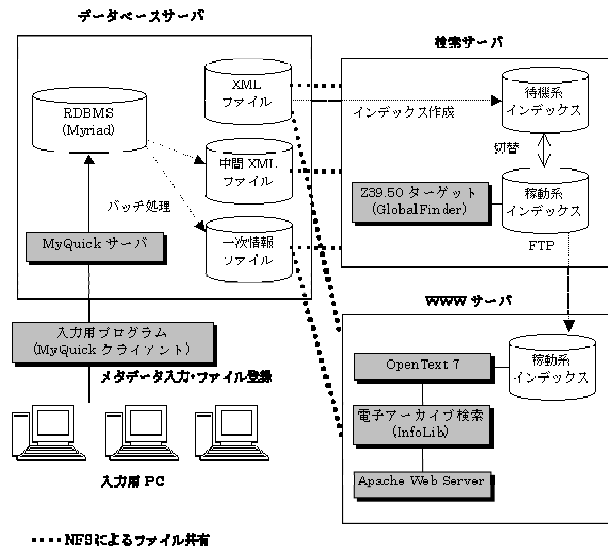 データベースサーバ
RDBMS
(Myriad)
XML
ファイル
中間 XML
ファイル
一次情報
ファイル
バッチ処理
MyQuick サーバ
入力用プログラム
(MyQuick クライアント)
メタデータ入力・ファイル登録
入力用 PC
検索サーバ
インデックス作成
待機系
インデックス
切替
Z39.50 ターゲット
(GlobalFinder)
稼動系
インデックス
FTP
WWW サーバ
OpenText 7
稼動系
インデックス
電子アーカイブ検索
(InfoLib)
Apache Web Server
NFSによるファイル共有